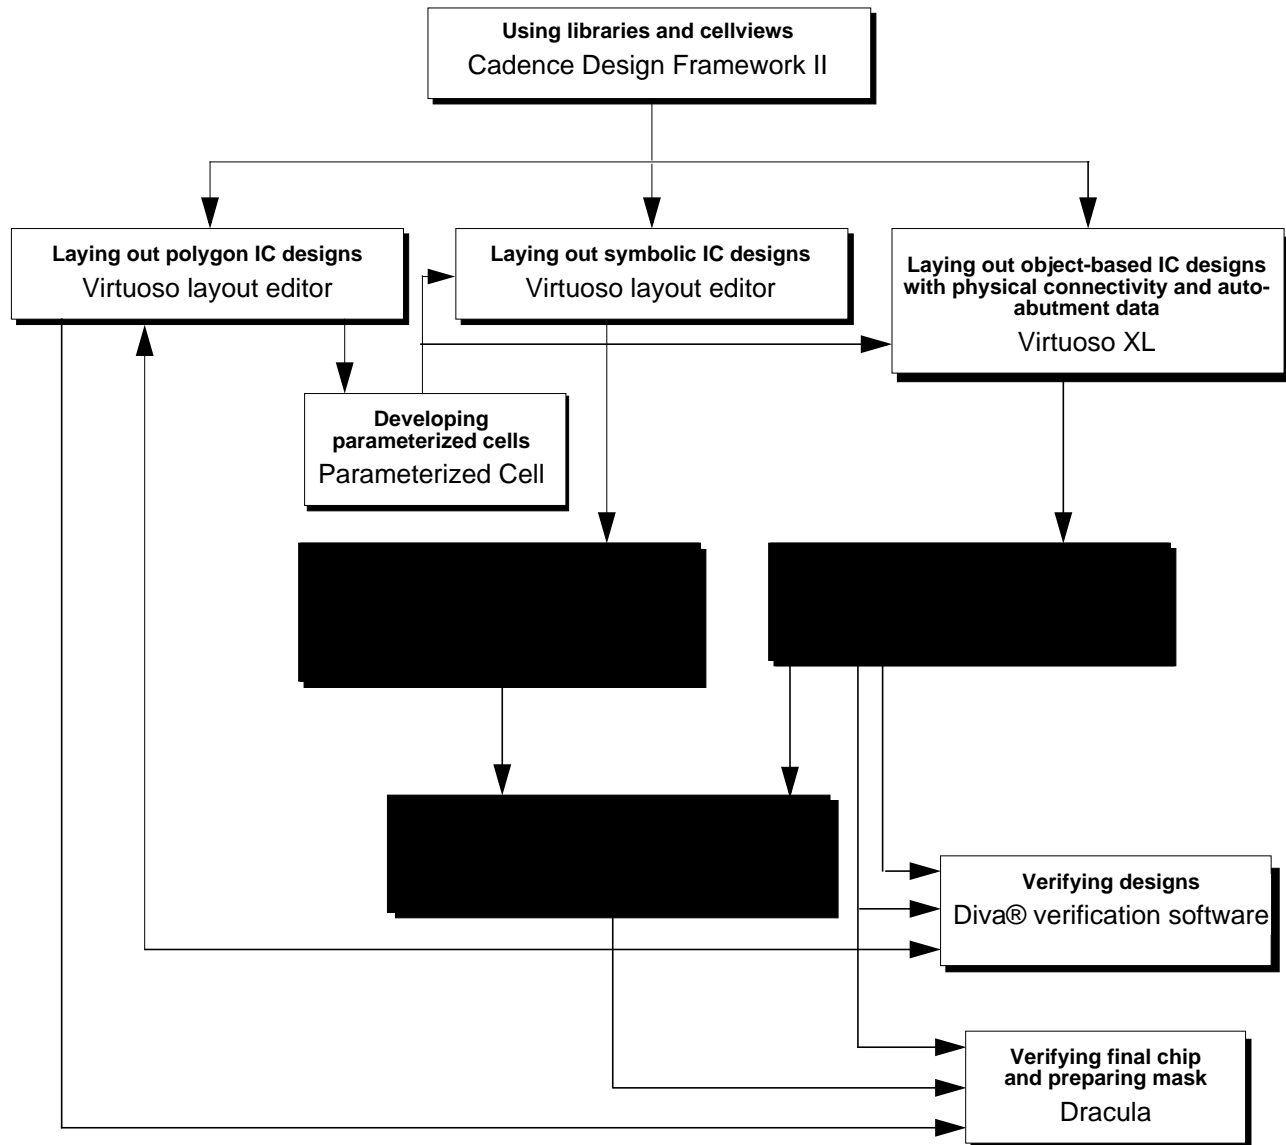 Using libraries and cellviews
Cadence Design Framework II
Laying out polygon IC designs
Virtuoso layout editor
Laying out symbolic IC designs
Virtuoso layout editor
Laying out object-based IC designs
with physical connectivity and auto-
abutment data
Virtuoso XL
Developing
parameterized cells
Parameterized Cell
Verifying designs
Diva® verification software
Verifying final chip
and preparing mask
Dracula